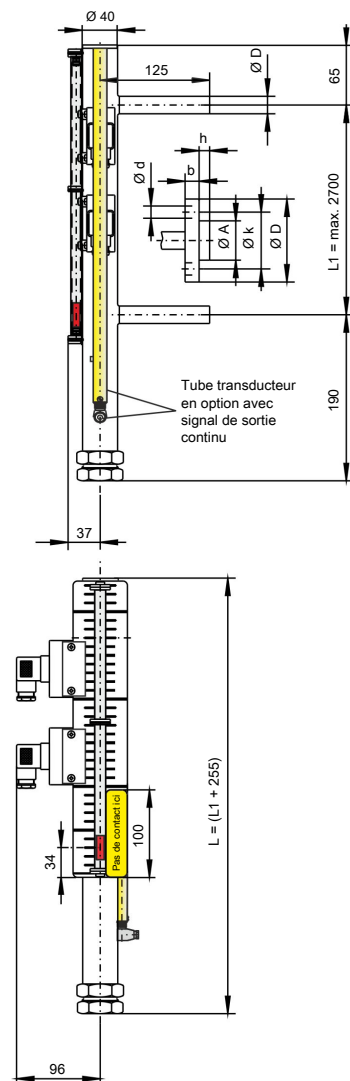 Ø 40
125
Ø D
65
h
b
Ø d
Ø A
Ø k
Ø D
L1 = max. 2700
Tube transducteur
en option avec
signal de sortie
continu
190
37
L = (L1 + 255)
Pas de contact ici
100
34
96